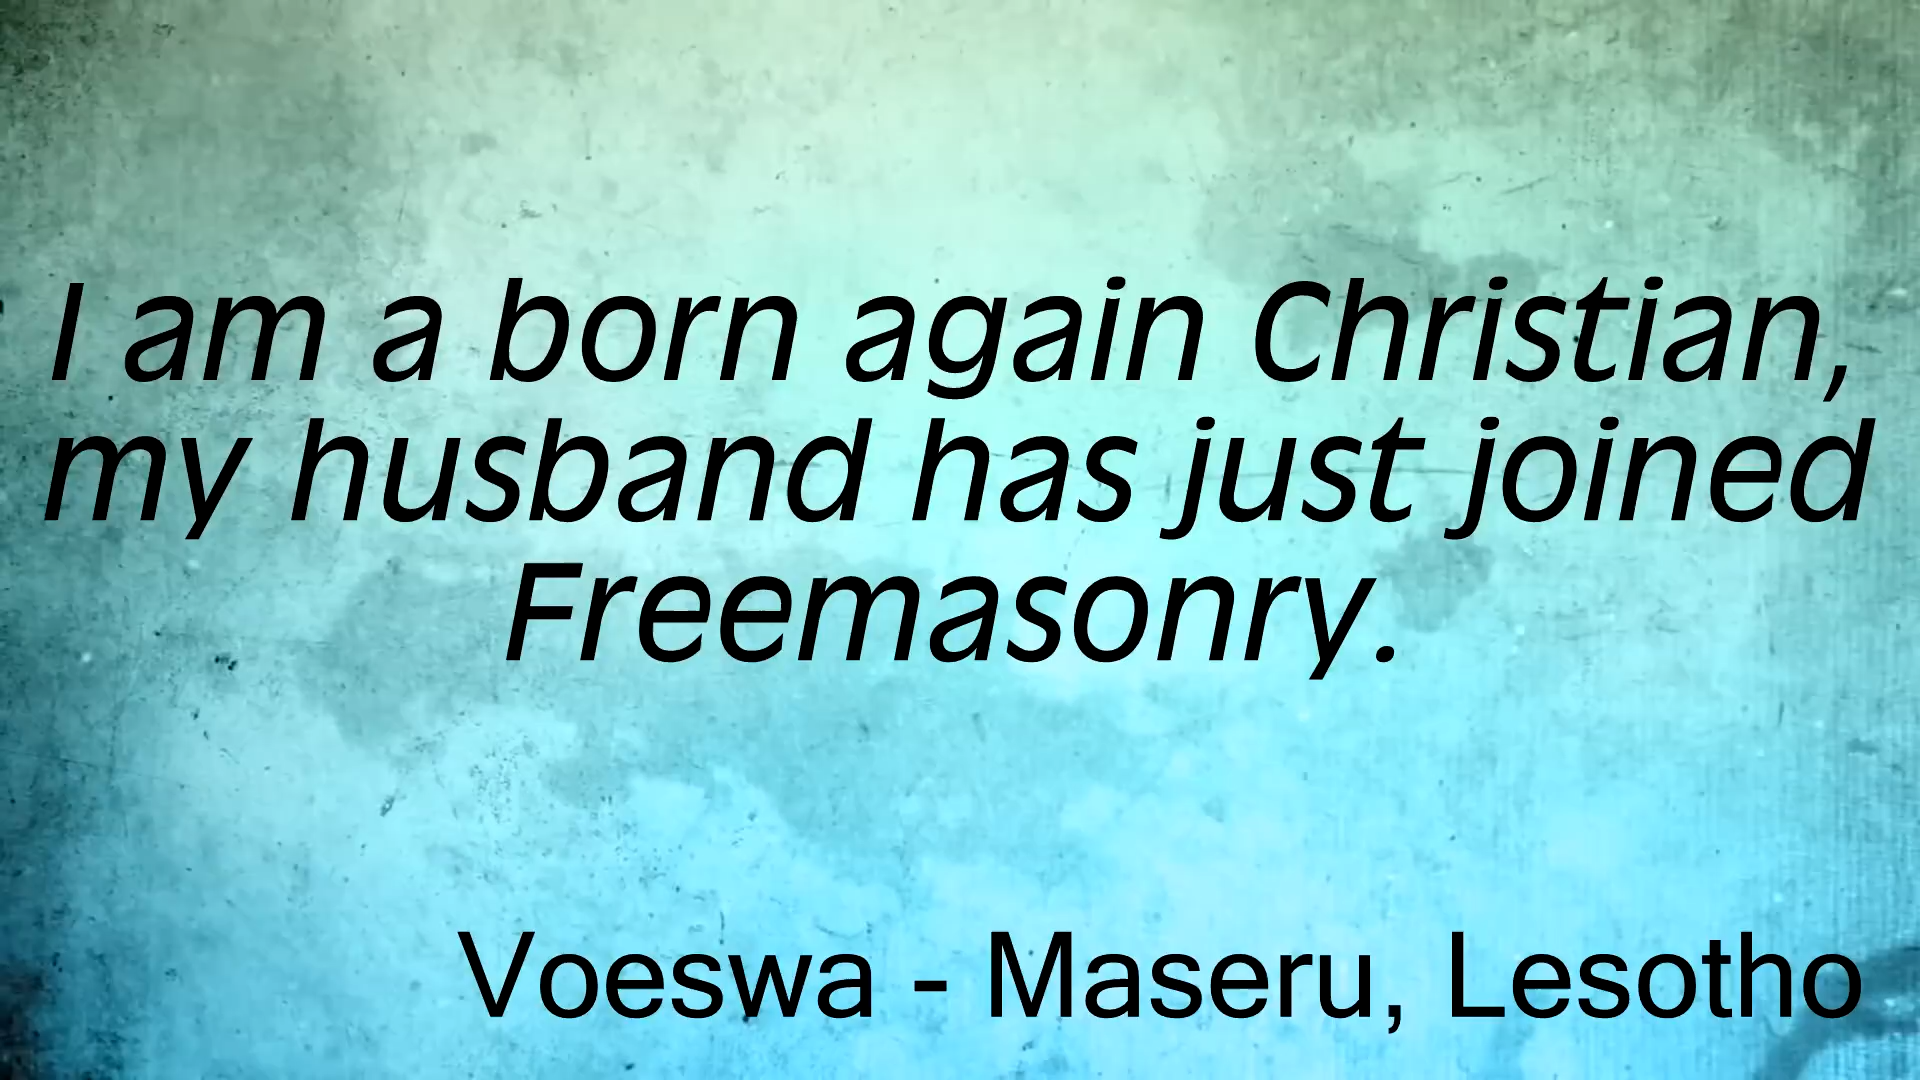 I am a born again Christian,
my husband has just joined
Freemasonry.
Voeswa - Maseru, Lesotho